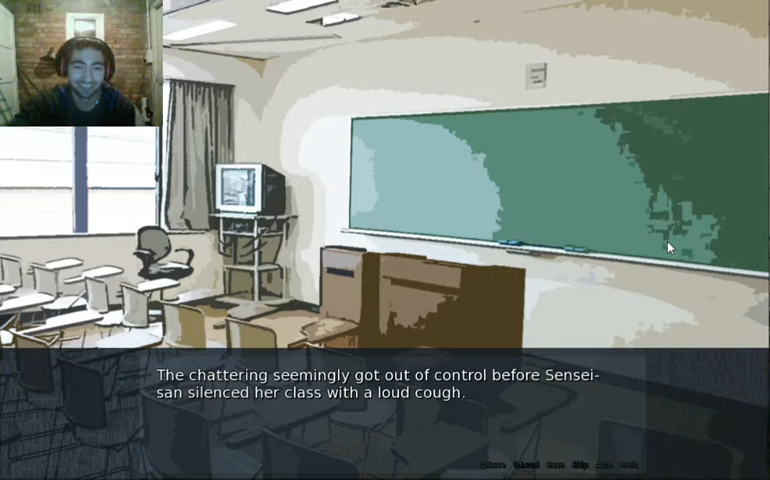 The chattering seemingly got out of control before Sensei-
san silenced her class with a loud cough.